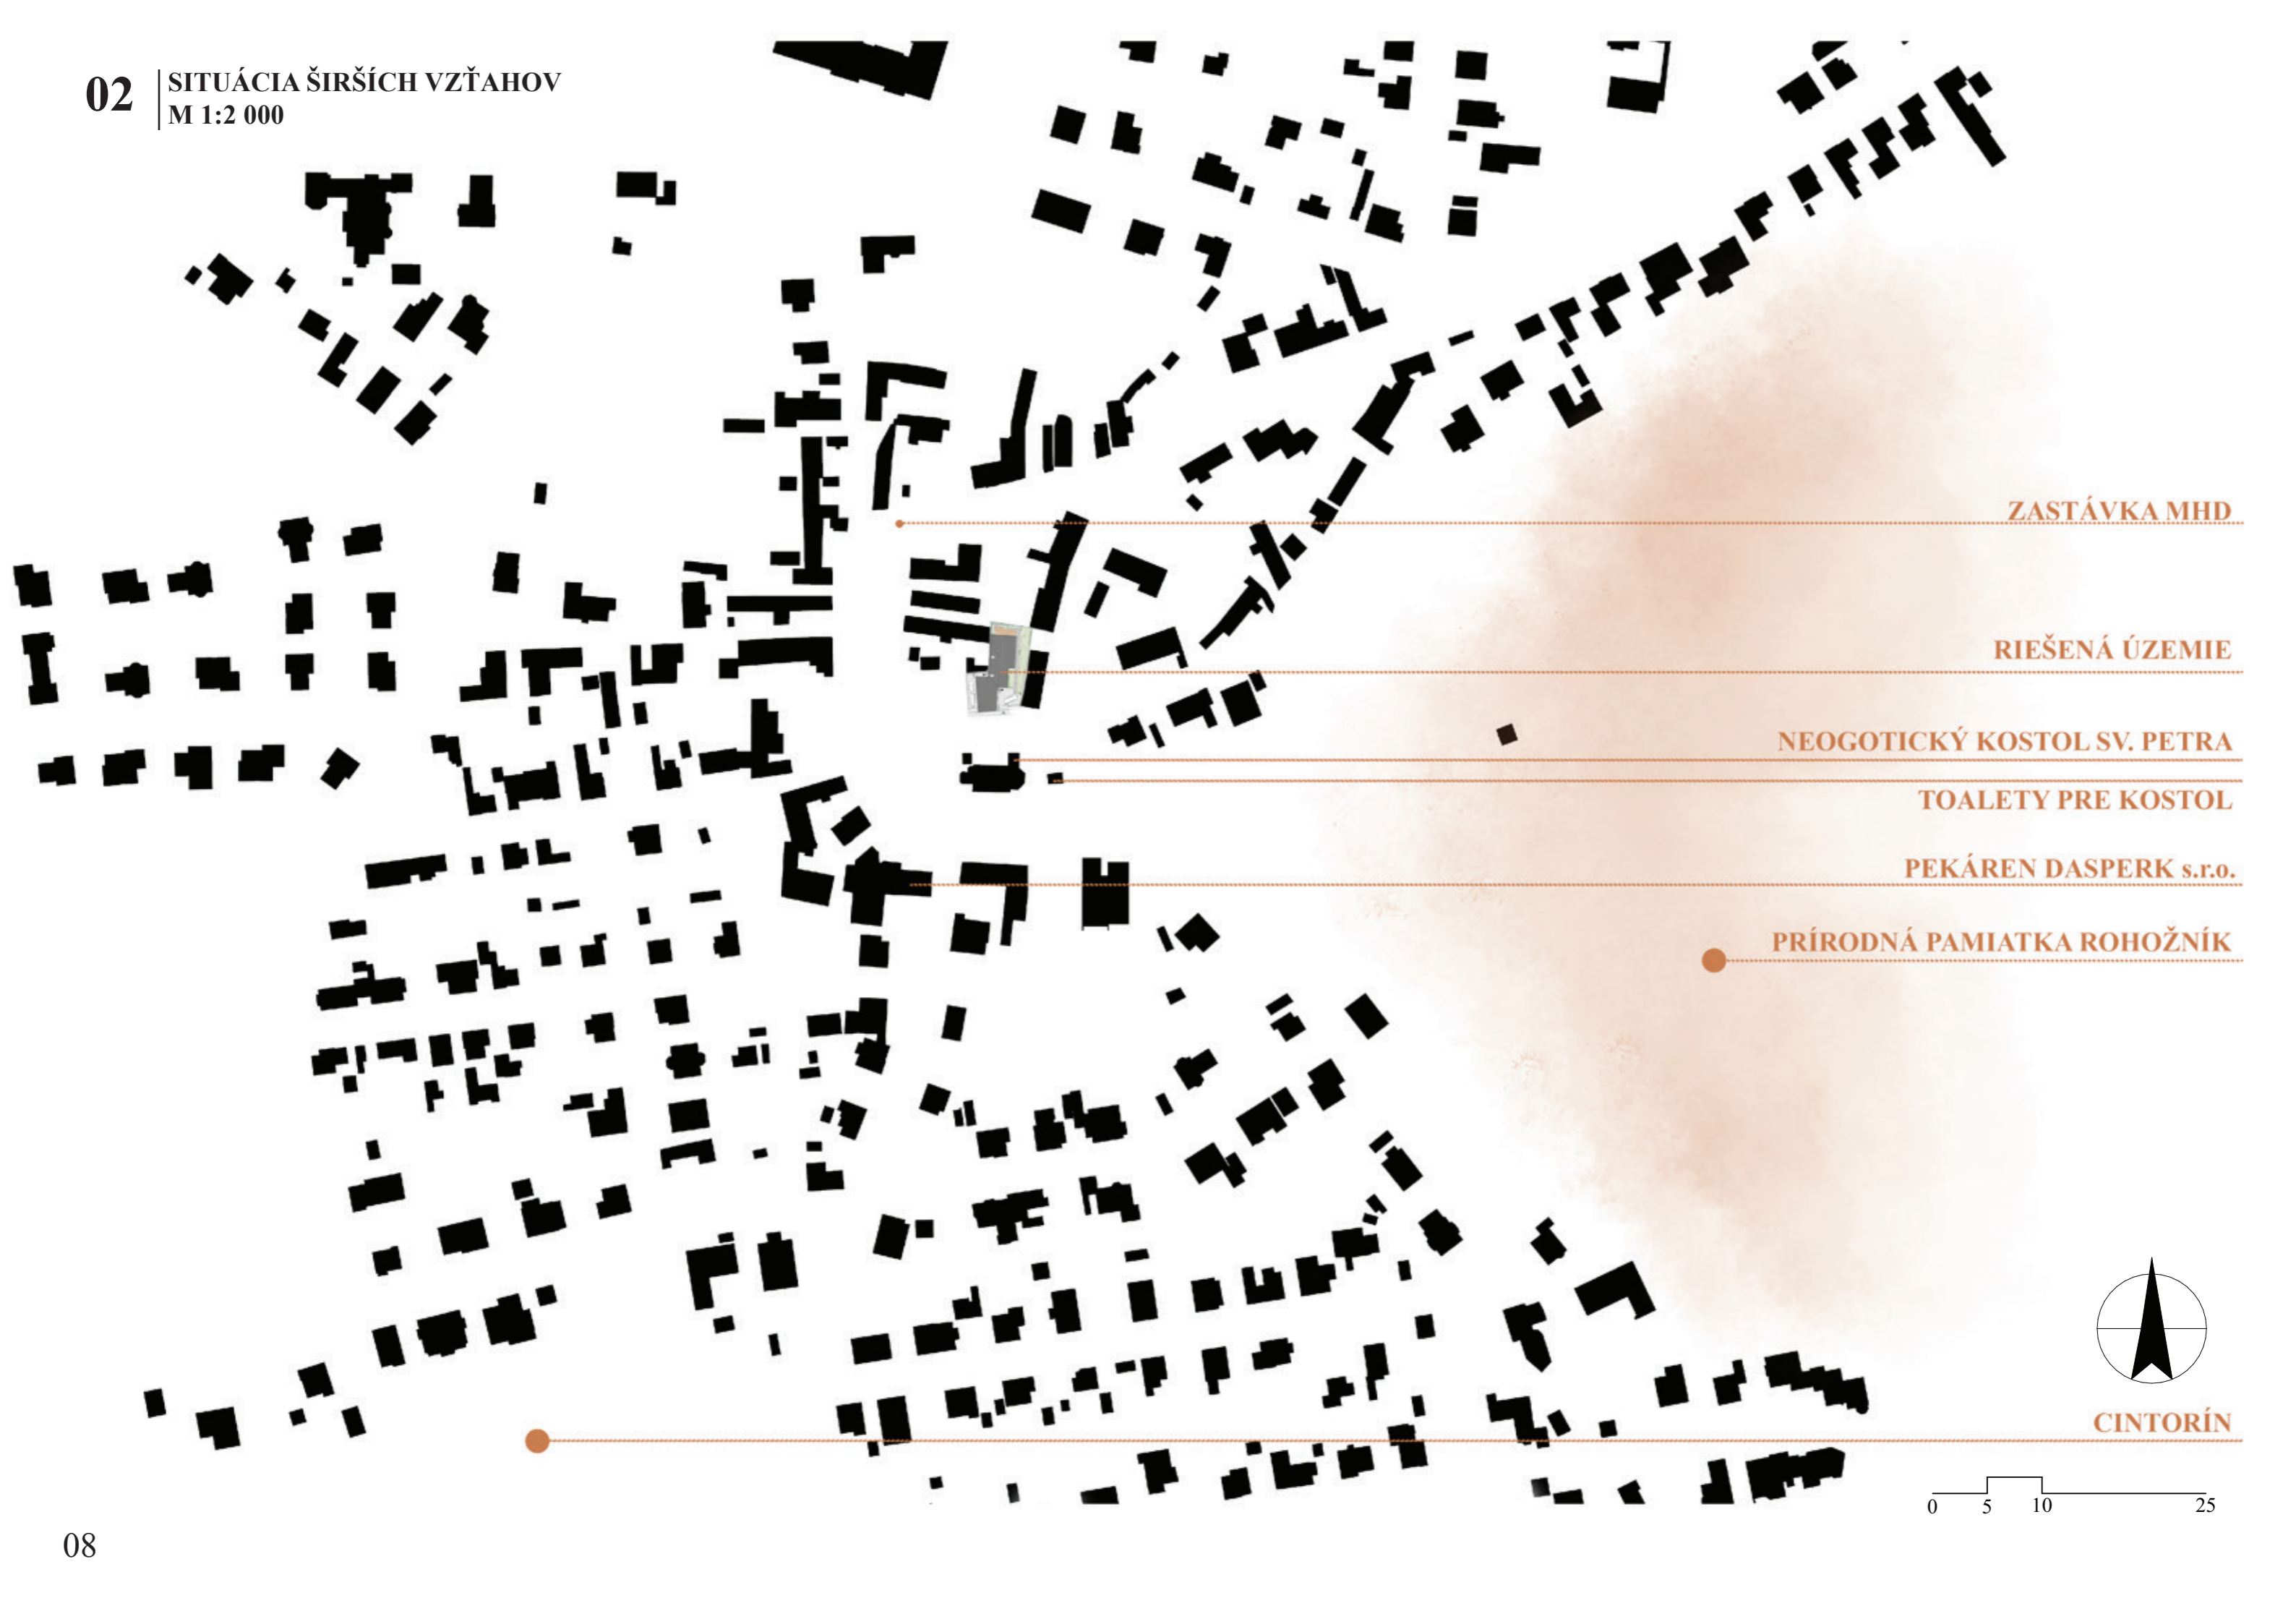 02
SITUÁCIA ŠIRŠÍCH VZŤAHOV
M 1:2 000
ZASTÁVKA MHD
RIEŠENÁ ÚZEMIE
NEOGOTICKÝ KOSTOL SV. PETRA
TOALETY PRE KOSTOL
PEKÁREN DASPERK s.r.o.
PRÍRODNÁ PAMIATKA ROHOŽNÍK
CINTORÍN
0 5 10 25
08